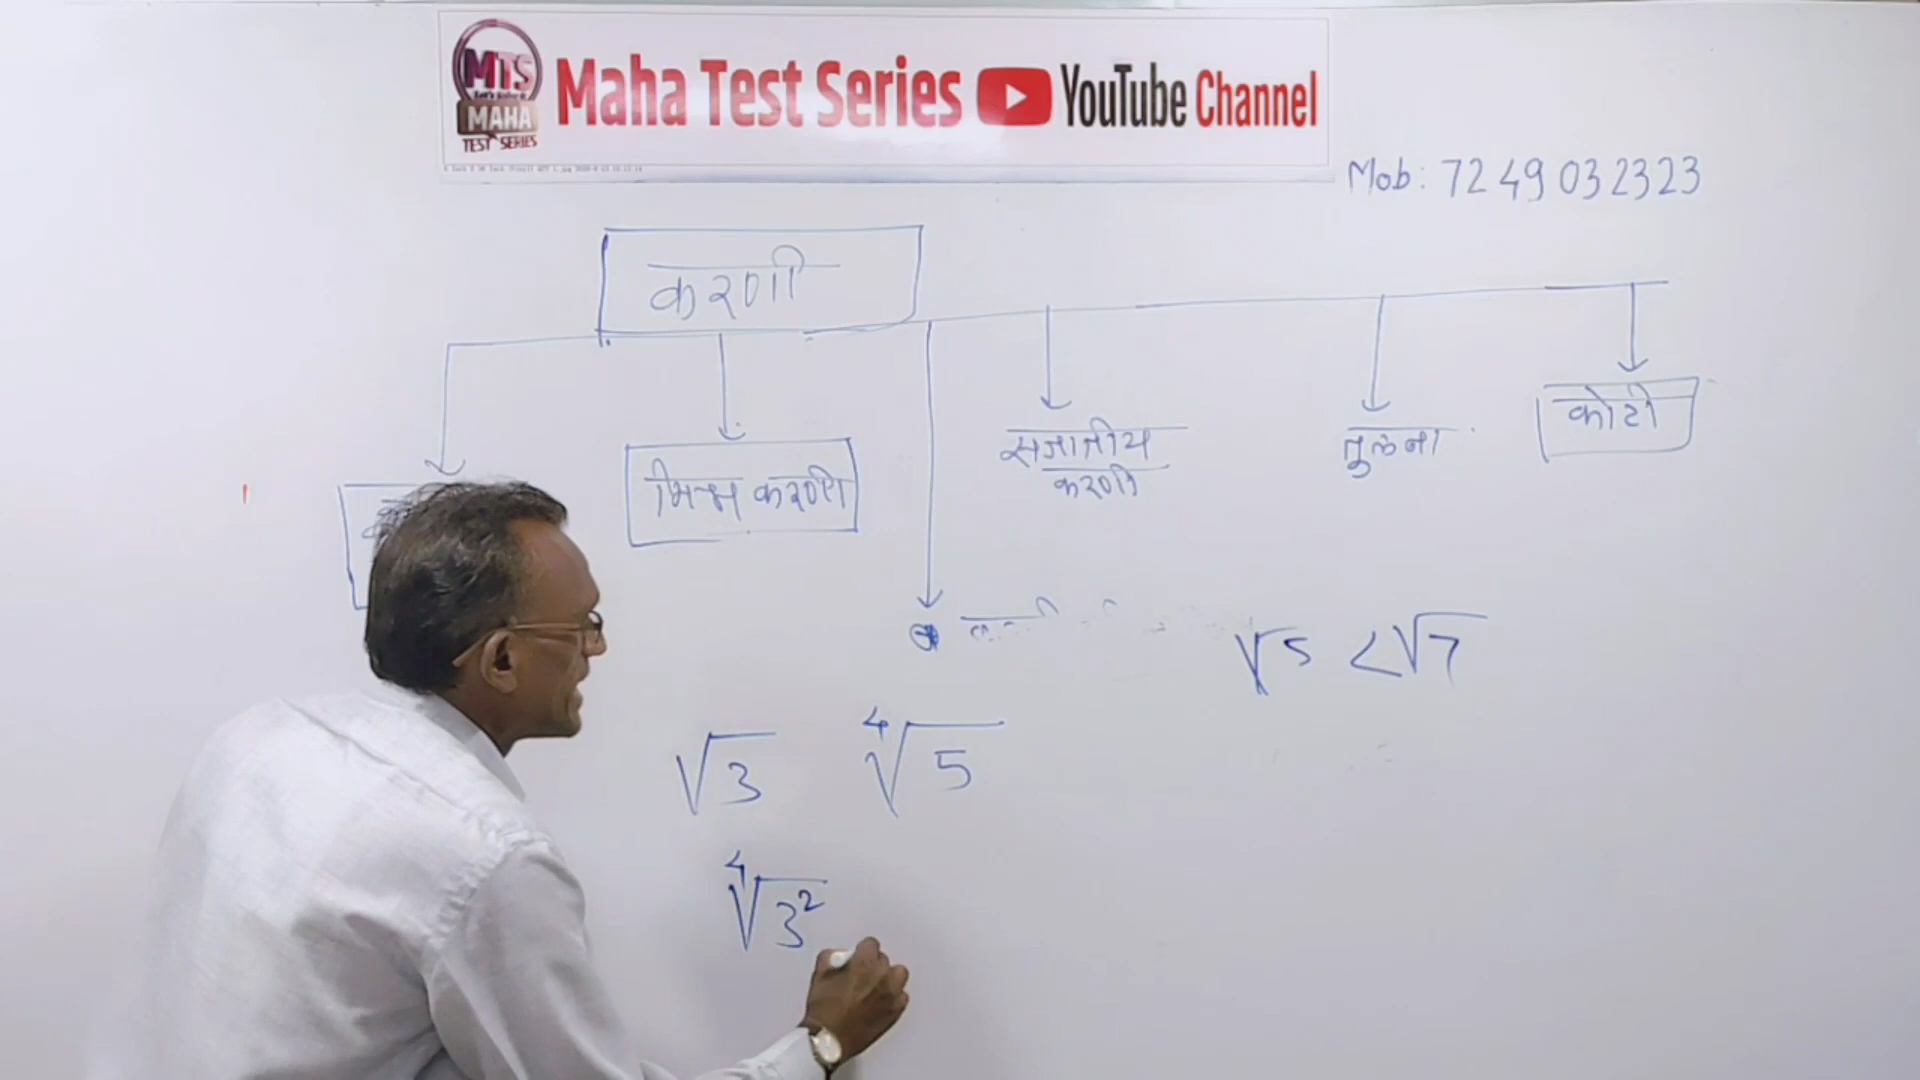 MTS
MAHA
TEST SERIES
Maha Test Series YouTube Channel
Mob: 7249032323
करणी
कोटी
सजातीय
करणी
तुलना
मिश्र करणी
√5 < √7
√3 ⁴√5
⁴√3²